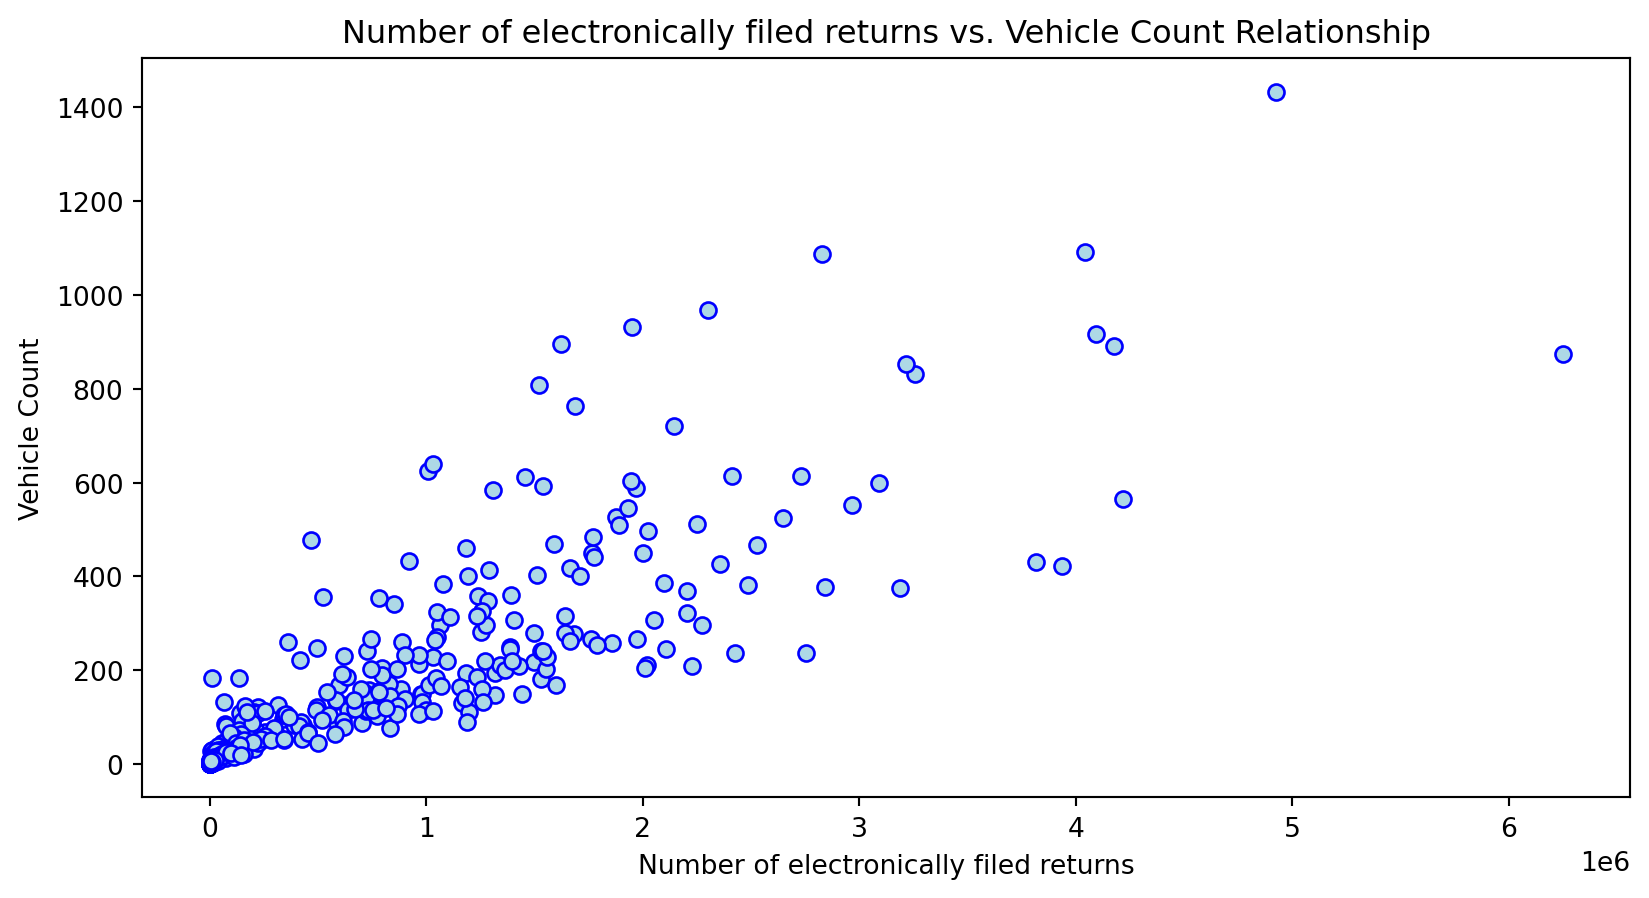 Number of electronically filed returns vs. Vehicle Count Relationship
1400
1200
1000
800
600
400
200
0
Vehicle Count
0 1 2 3 4 5 6
1e6
Number of electronically filed returns